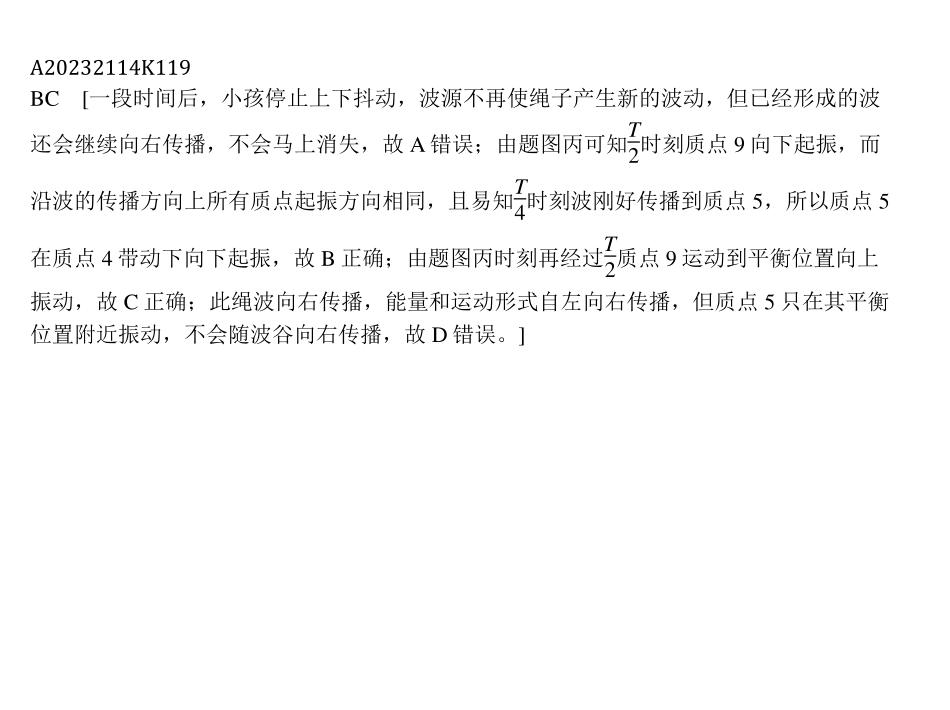 A20232114K119
BC [一段时间后，小孩停止上下抖动，波源不再使绳子产生新的波动，但已经形成的波
还会继续向右传播，不会马上消失，故 A 错误；由题图丙可知T/2时刻质点 9 向下起振，而
沿波的传播方向上所有质点起振方向相同，且易知T/4时刻波刚好传播到质点 5，所以质点 5
在质点 4 带动下向下起振，故 B 正确；由题图丙时刻再经过T/2质点 9 运动到平衡位置向上
振动，故 C 正确；此绳波向右传播，能量和运动形式自左向右传播，但质点 5 只在其平衡
位置附近振动，不会随波谷向右传播，故 D 错误。]